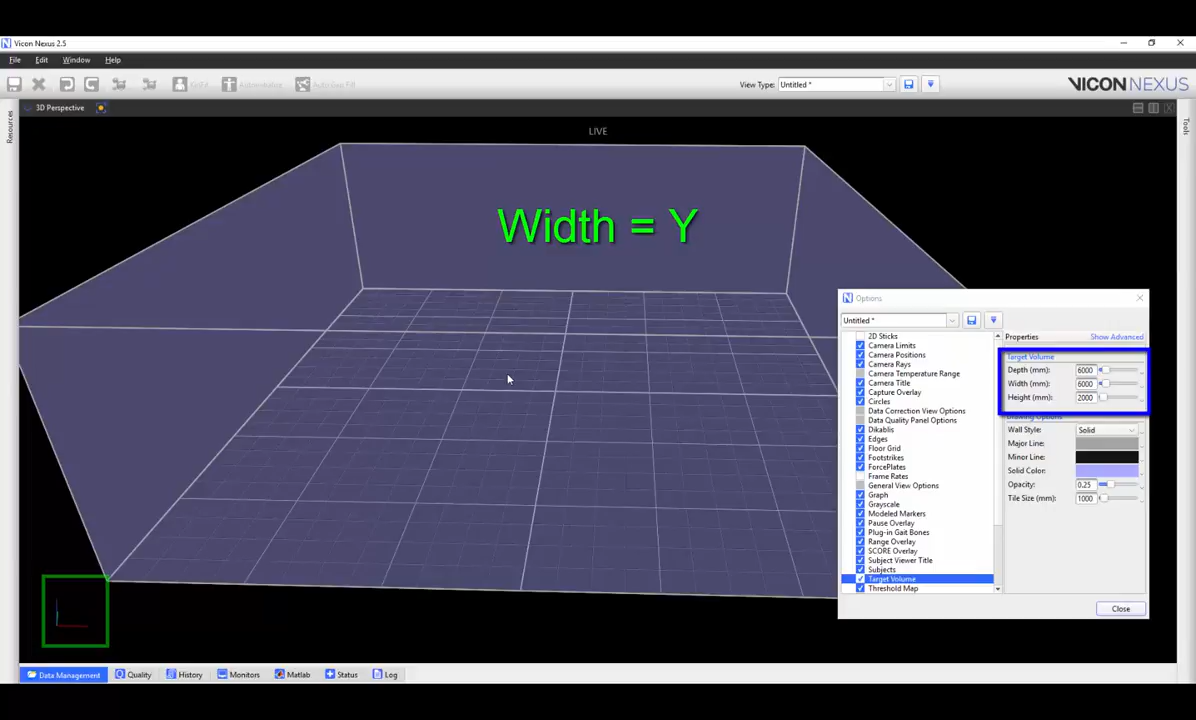 Vicon Nexus 2.5
File Edit Window Help
View Type: Untitled *
VICON NEXUS
Resources
3D Perspective
Tools
LIVE
Width = Y
Options
Untitled *
2D Sticks
Camera Limits
Camera Positions
Camera Rays
Camera Temperature Range
Camera Title
Capture Overlay
Circles
Data Correction View Options
Data Quality Panel Options
Dikablis
Edges
Floor Grid
Footstrikes
ForcePlates
Frame Rates
General View Options
Graph
Grayscale
Modeled Markers
Pause Overlay
Plug-in Gait Bones
Range Overlay
SCORE Overlay
Subject Viewer Title
Subjects
Target Volume
Threshold Map
Properties Show Advanced
Target Volume
Depth (mm): 6000
Width (mm): 6000
Height (mm): 2000
Drawing Options
Wall Style: Solid
Major Line:
Minor Line:
Solid Color:
Opacity: 0.25
Tile Size (mm): 1000
Close
Data Management Quality History Monitors Matlab Status Log